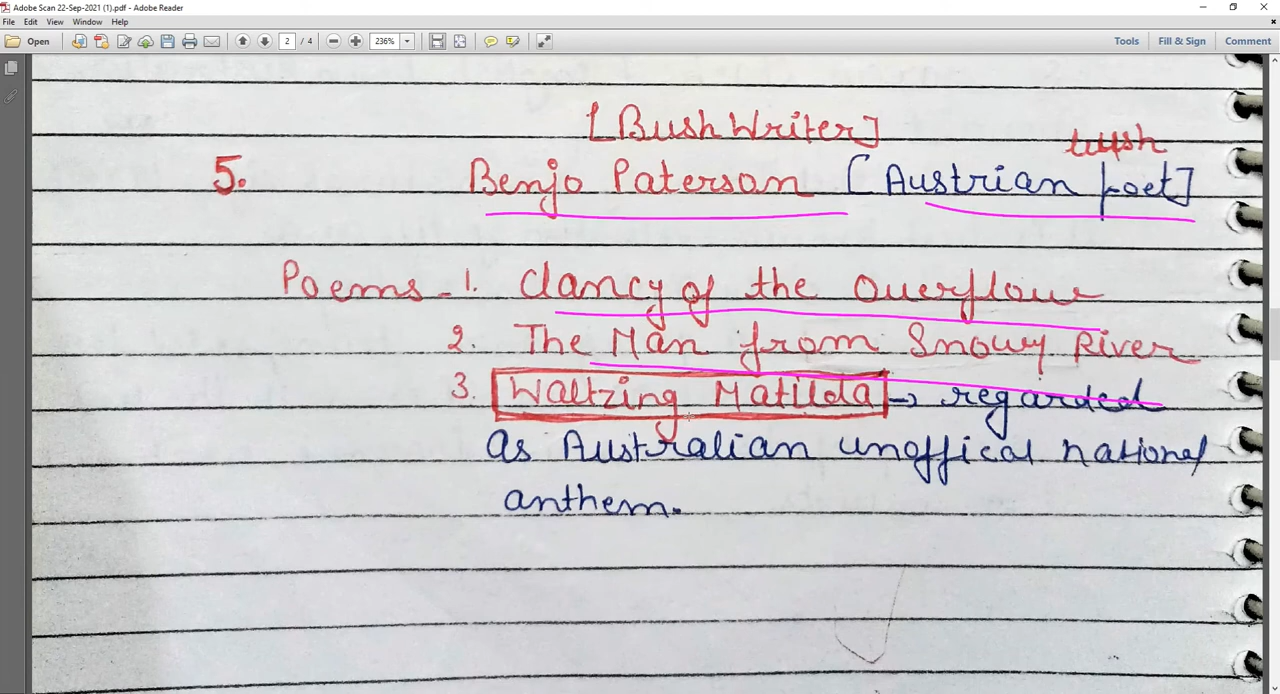 Adobe Scan 22-Sep-2021 (1).pdf - Adobe Reader
File Edit View Window Help
Open 2 / 4 236% Tools Fill & Sign Comment
[Bush Writer]
5. Benjo Paterson [Austrian poet]
Poems - 1. Clancy of the Overflow
2. The Man from Snowy River
3. Waltzing Matilda → regarded
as Australian unoffical national
anthem.